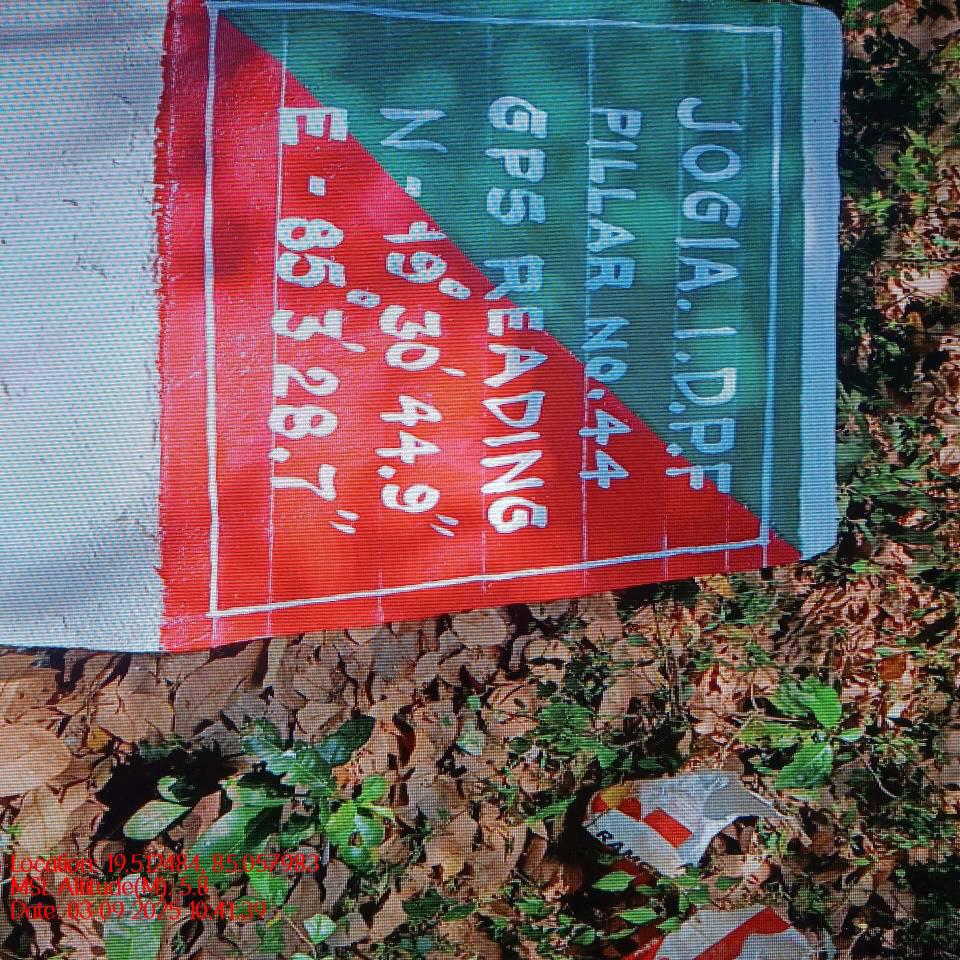 JOGIA. I.D.P.F
PILLAR No. 44
GPS READING
N - 19° 30' 44.9"
E - 85° 3' 28.7"
Location: 19.512484, 85.057983
MSL Altitude(M): 5.8
Date: 03-09-2025 10:41:39